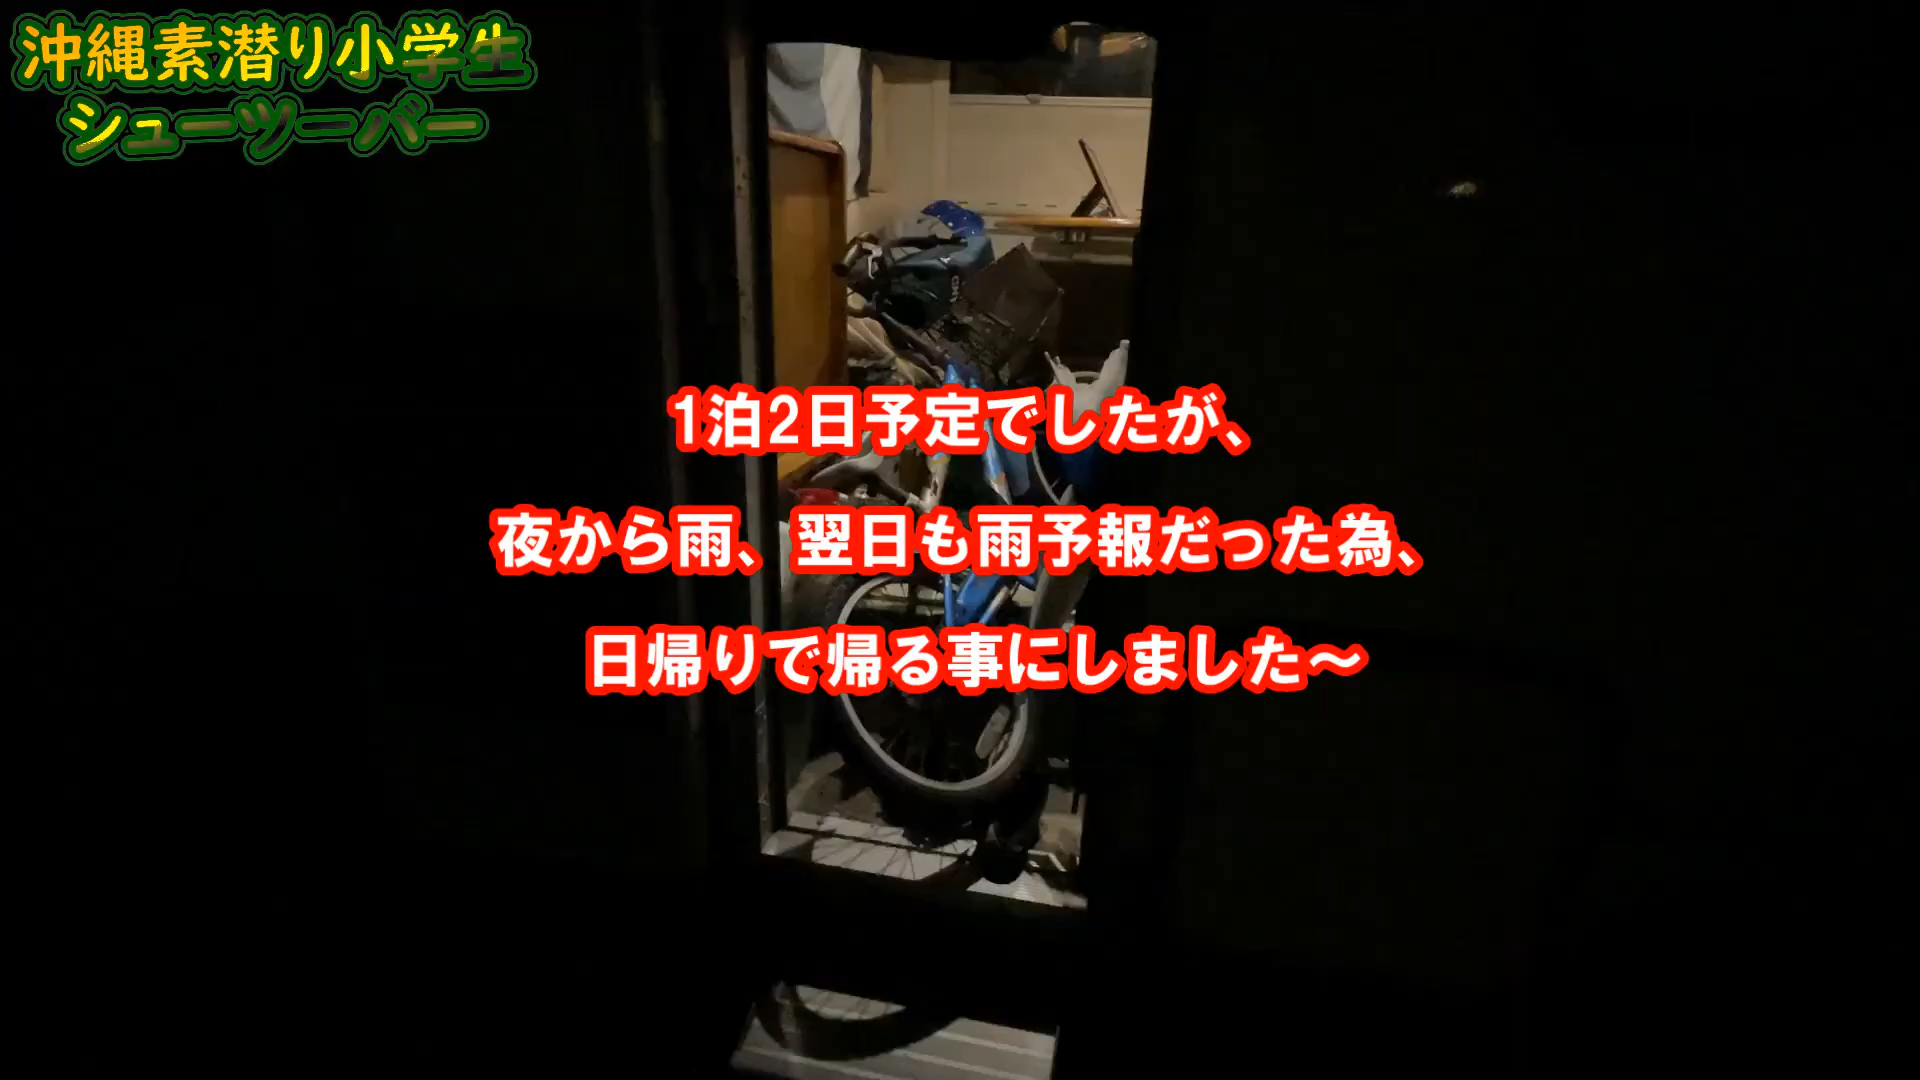 沖縄素潜り小学生
シューツーバー
1泊2日予定でしたが、
夜から雨、翌日も雨予報だった為、
日帰りで帰る事にしました～